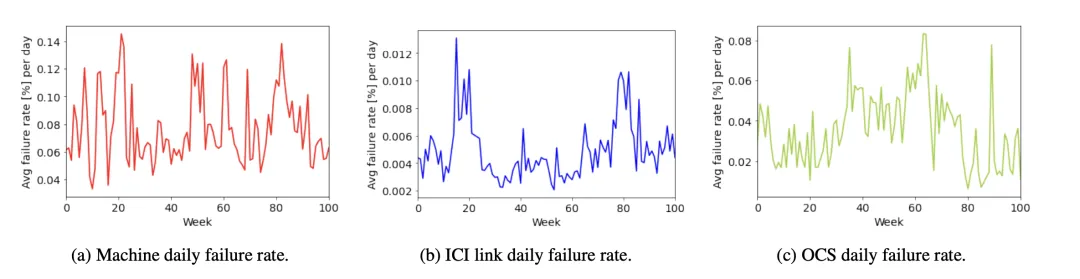 Avg failure rate [%] per day
0.14
0.12
0.10
0.08
0.06
0.04
0 20 40 60 80 100
Week
(a) Machine daily failure rate.
Avg failure rate [%] per day
0.012
0.010
0.008
0.006
0.004
0.002
0 20 40 60 80 100
Week
(b) ICI link daily failure rate.
Avg failure rate [%] per day
0.08
0.06
0.04
0.02
0 20 40 60 80 100
Week
(c) OCS daily failure rate.